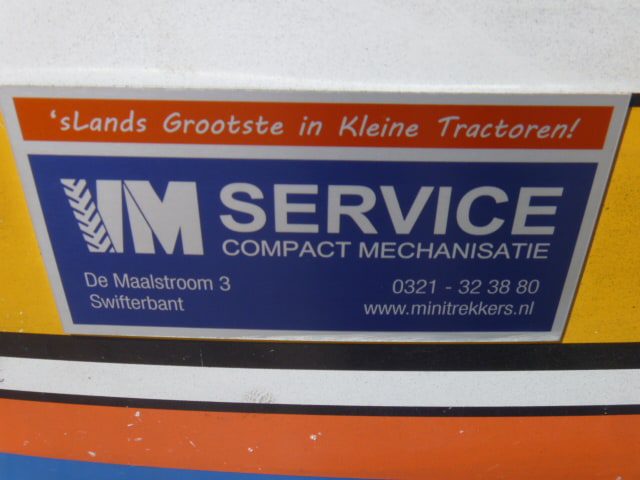 'sLands Grootste in Kleine Tractoren!
VM SERVICE
COMPACT MECHANISATIE
De Maalstroom 3
Swifterbant
0321 - 32 38 80
www.minitrekkers.nl